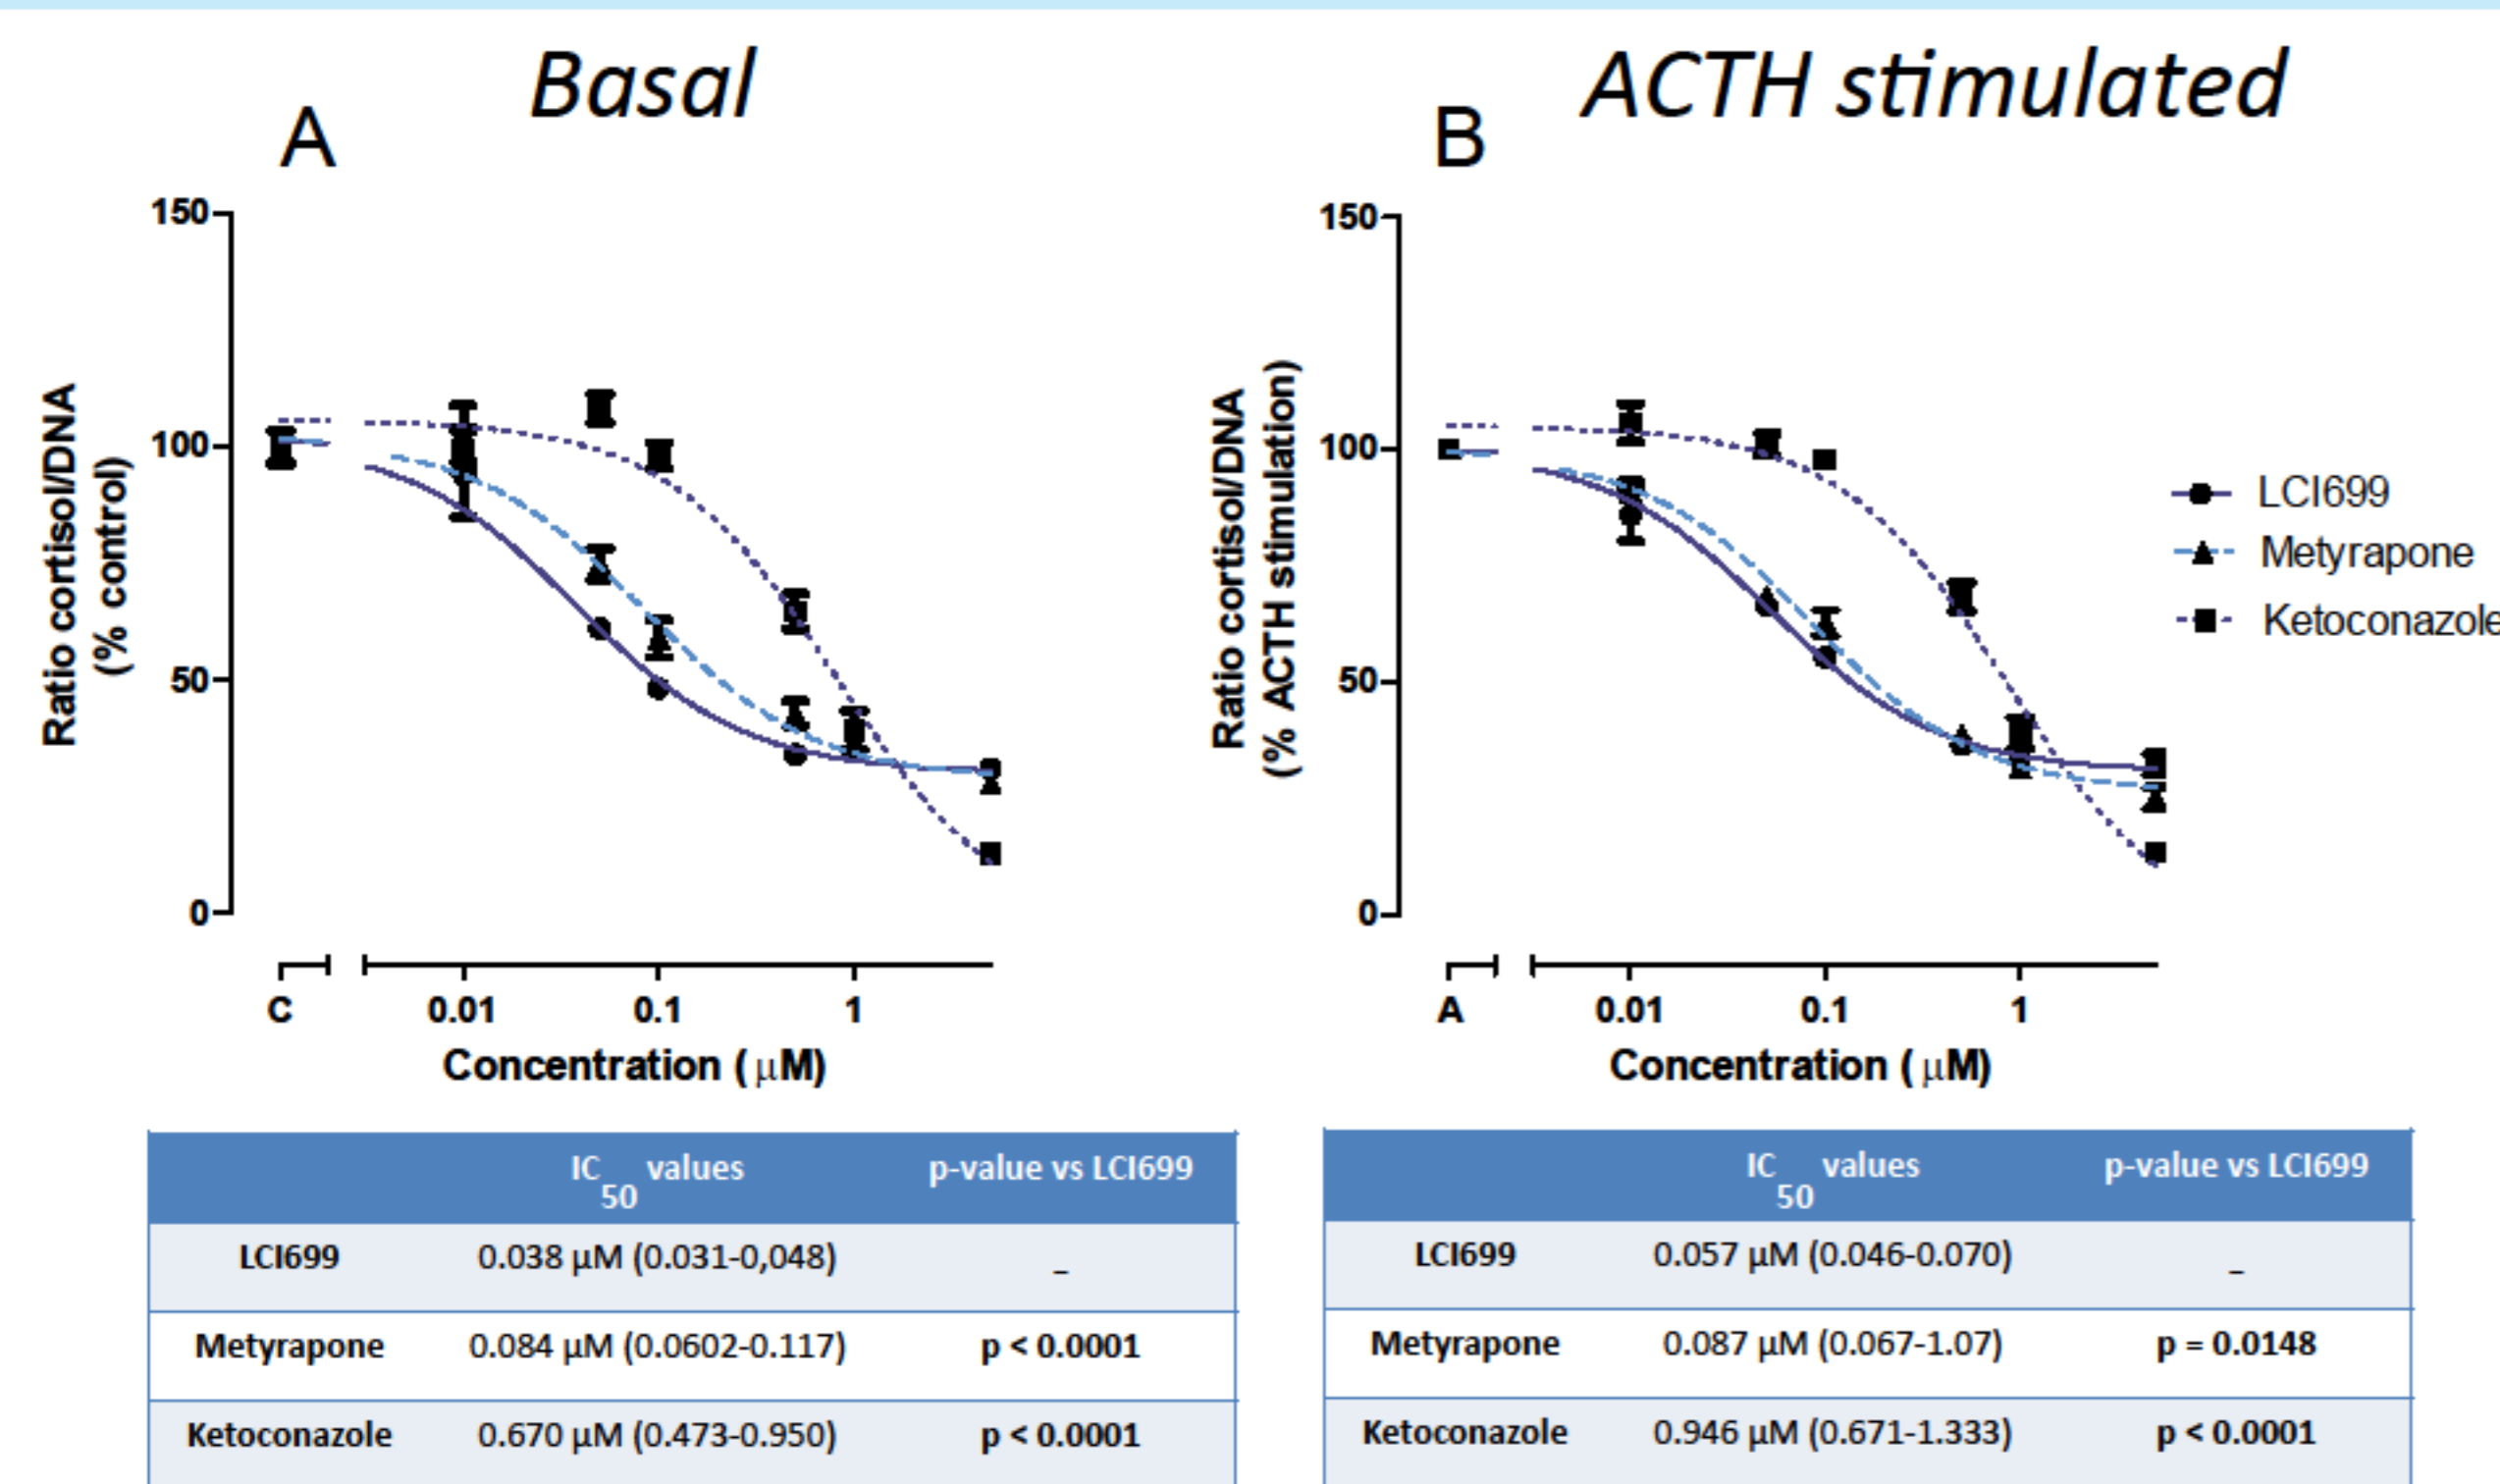 Basal
A
150
100
50
0
Ratio cortisol/DNA
(% control)
C 0.01 0.1 1
Concentration (μM)
ACTH stimulated
B
150
100
50
0
Ratio cortisol/DNA
(% ACTH stimulation)
A 0.01 0.1 1
Concentration (μM)
LCI699
Metyrapone
Ketoconazole
IC50 values p-value vs LCI699
LCI699 0.038 μM (0.031-0,048) _
Metyrapone 0.084 μM (0.0602-0.117) p < 0.0001
Ketoconazole 0.670 μM (0.473-0.950) p < 0.0001
IC50 values p-value vs LCI699
LCI699 0.057 μM (0.046-0.070) _
Metyrapone 0.087 μM (0.067-1.07) p = 0.0148
Ketoconazole 0.946 μM (0.671-1.333) p < 0.0001